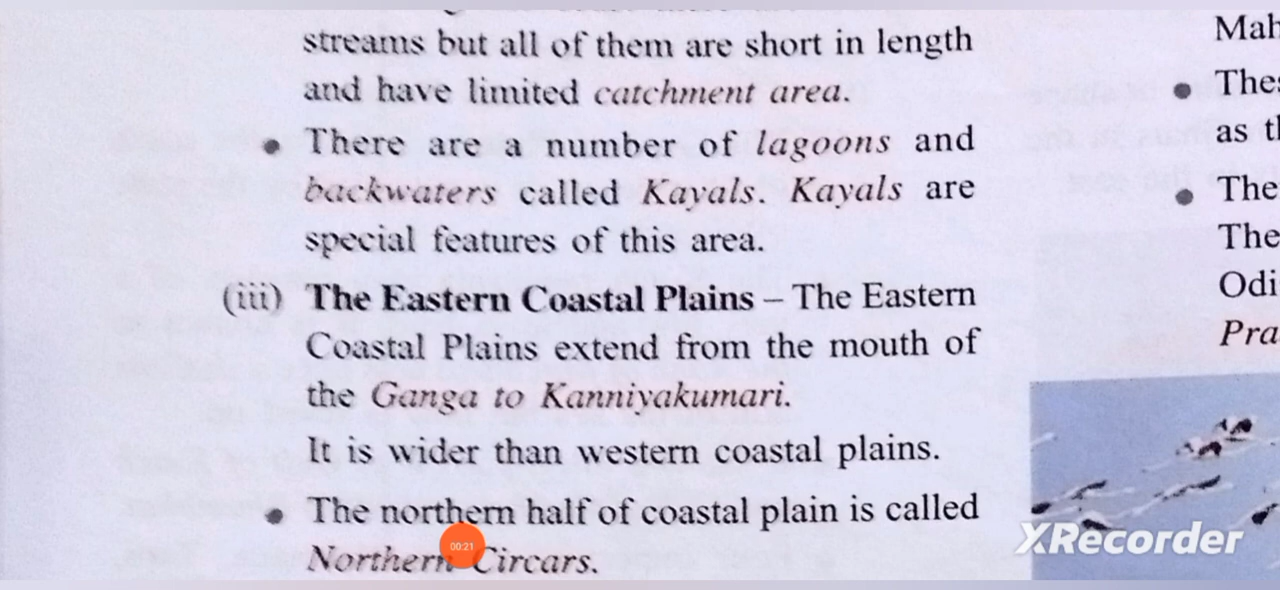 streams but all of them are short in length
and have limited catchment area.
• There are a number of lagoons and
backwaters called Kayals. Kayals are
special features of this area.
(iii) The Eastern Coastal Plains – The Eastern
Coastal Plains extend from the mouth of
the Ganga to Kanniyakumari.
It is wider than western coastal plains.
• The northern half of coastal plain is called
Northern Circars.
Mah
• Thes
as th
• The
The
Odi
Pra
00:21
XRecorder